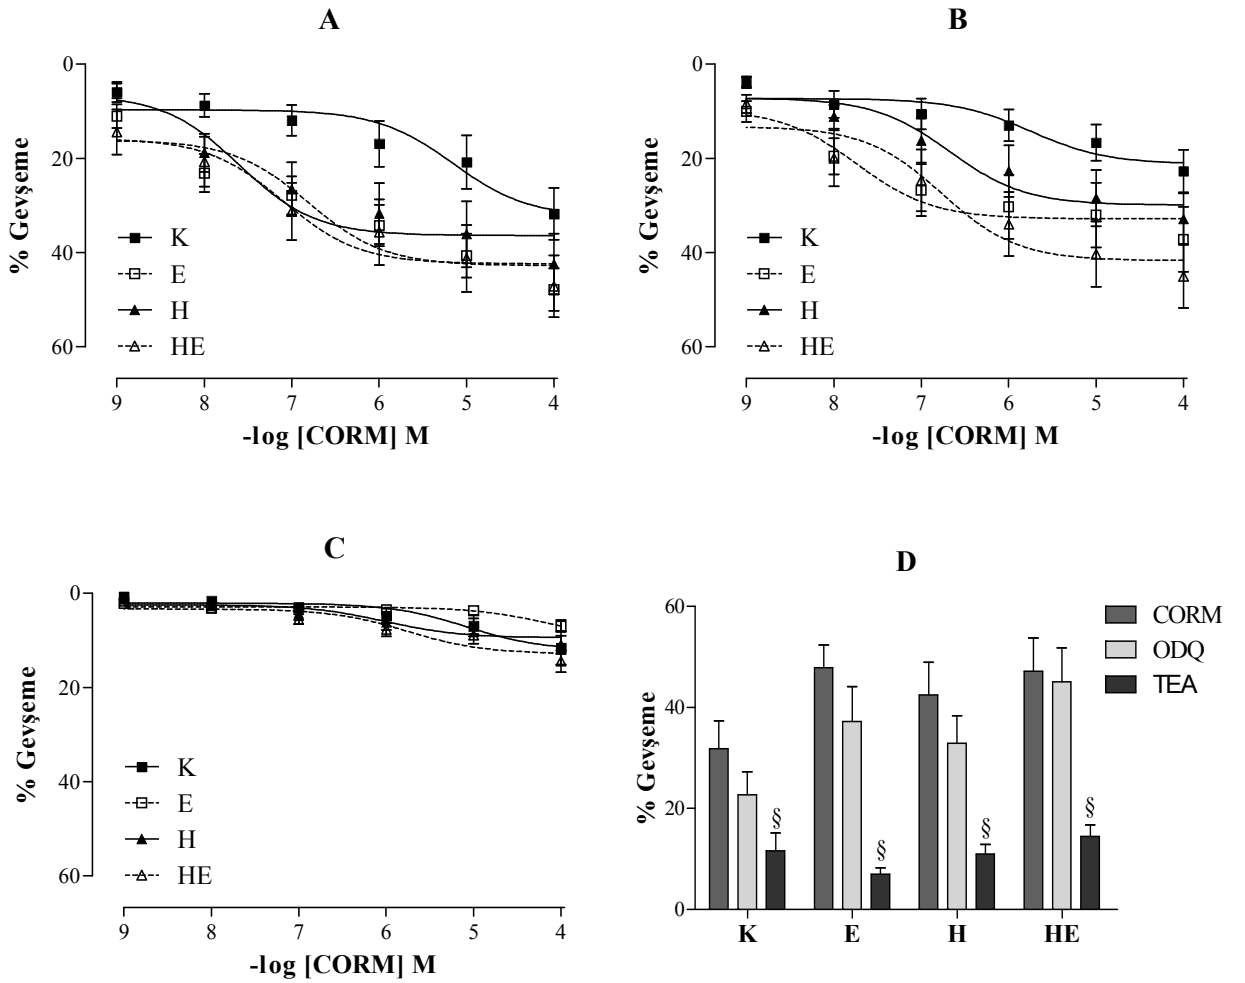 A
% Gevşeme
0
20
40
60
K
E
H
HE
9 8 7 6 5 4
-log [CORM] M
B
% Gevşeme
0
20
40
60
K
E
H
HE
9 8 7 6 5 4
-log [CORM] M
C
% Gevşeme
0
20
40
60
K
E
H
HE
9 8 7 6 5 4
-log [CORM] M
D
% Gevşeme
60
40
20
0
§ § § §
K E H HE
CORM
ODQ
TEA